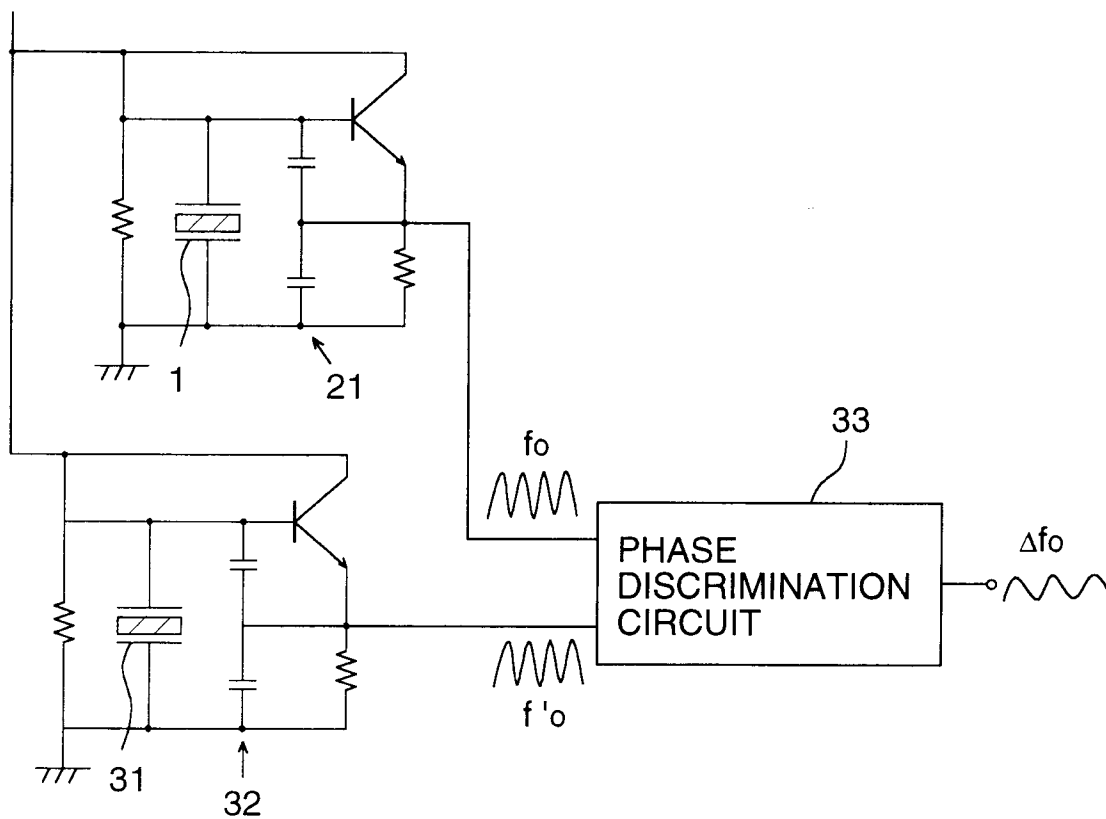 1
21
fo
33
PHASE
DISCRIMINATION
CIRCUIT
Δfo
f'o
31
32